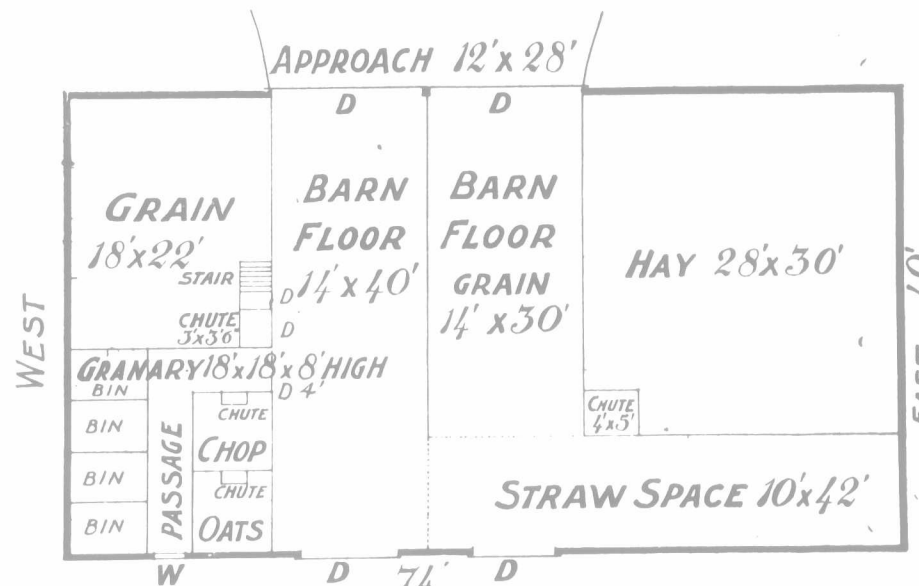 APPROACH 12' x 28'
D
D
GRAIN
18'x22'
STAIR
CHUTE
3'x3'6"
BARN
FLOOR
14' x 40'
D
D
D 4'
BARN
FLOOR
GRAIN
14' x 30'
HAY 28'x30'
CHUTE
4'x5'
WEST
GRANARY 18'x18'x8' HIGH
BIN
BIN
BIN
BIN
PASSAGE
CHUTE
CHOP
CHUTE
OATS
STRAW SPACE 10'x42'
W
D
74'
D